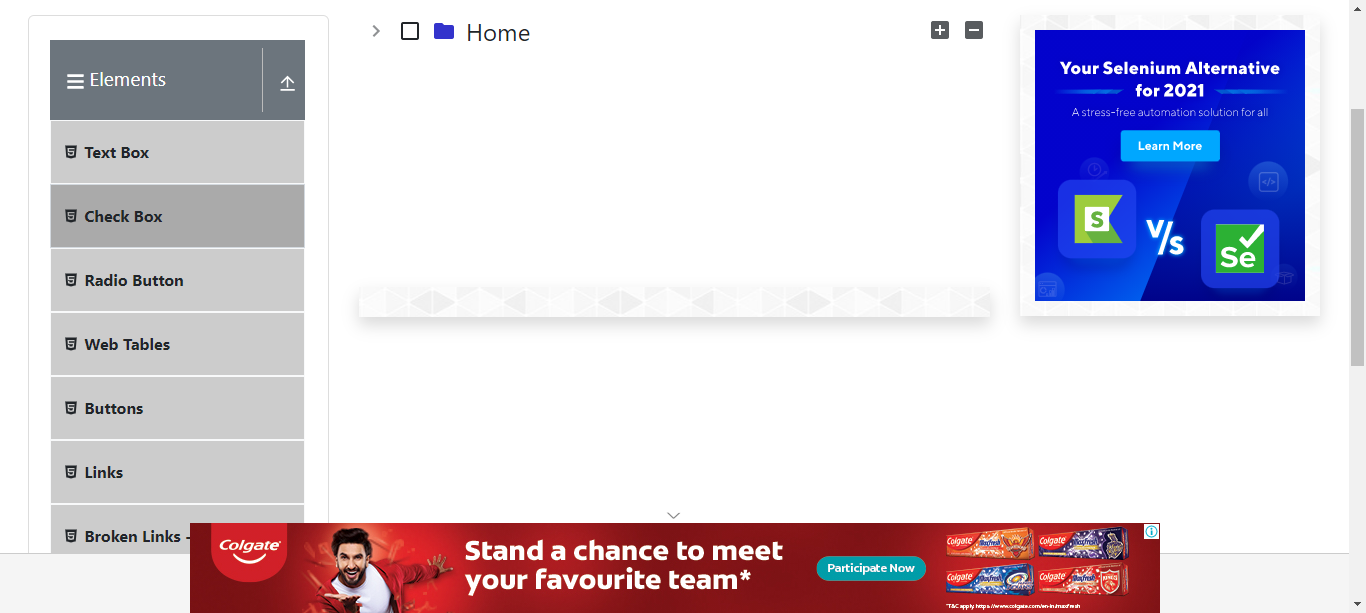 Elements
Text Box
Check Box
Radio Button
Web Tables
Buttons
Links
Broken Links -
Home
Your Selenium Alternative
for 2021
A stress-free automation solution for all
Learn More
S
V/S
Se
Colgate
Stand a chance to meet
your favourite team*
Participate Now
Colgate MaxFresh
Colgate MaxFresh
Colgate MaxFresh
Colgate MaxFresh
*T&C apply. https://www.colgate.com/en-in/maxfresh